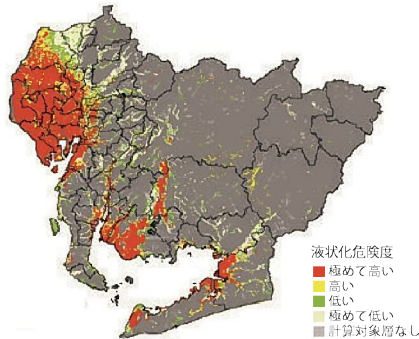 液状化危険度
極めて高い
高い
低い
極めて低い
計算対象層なし